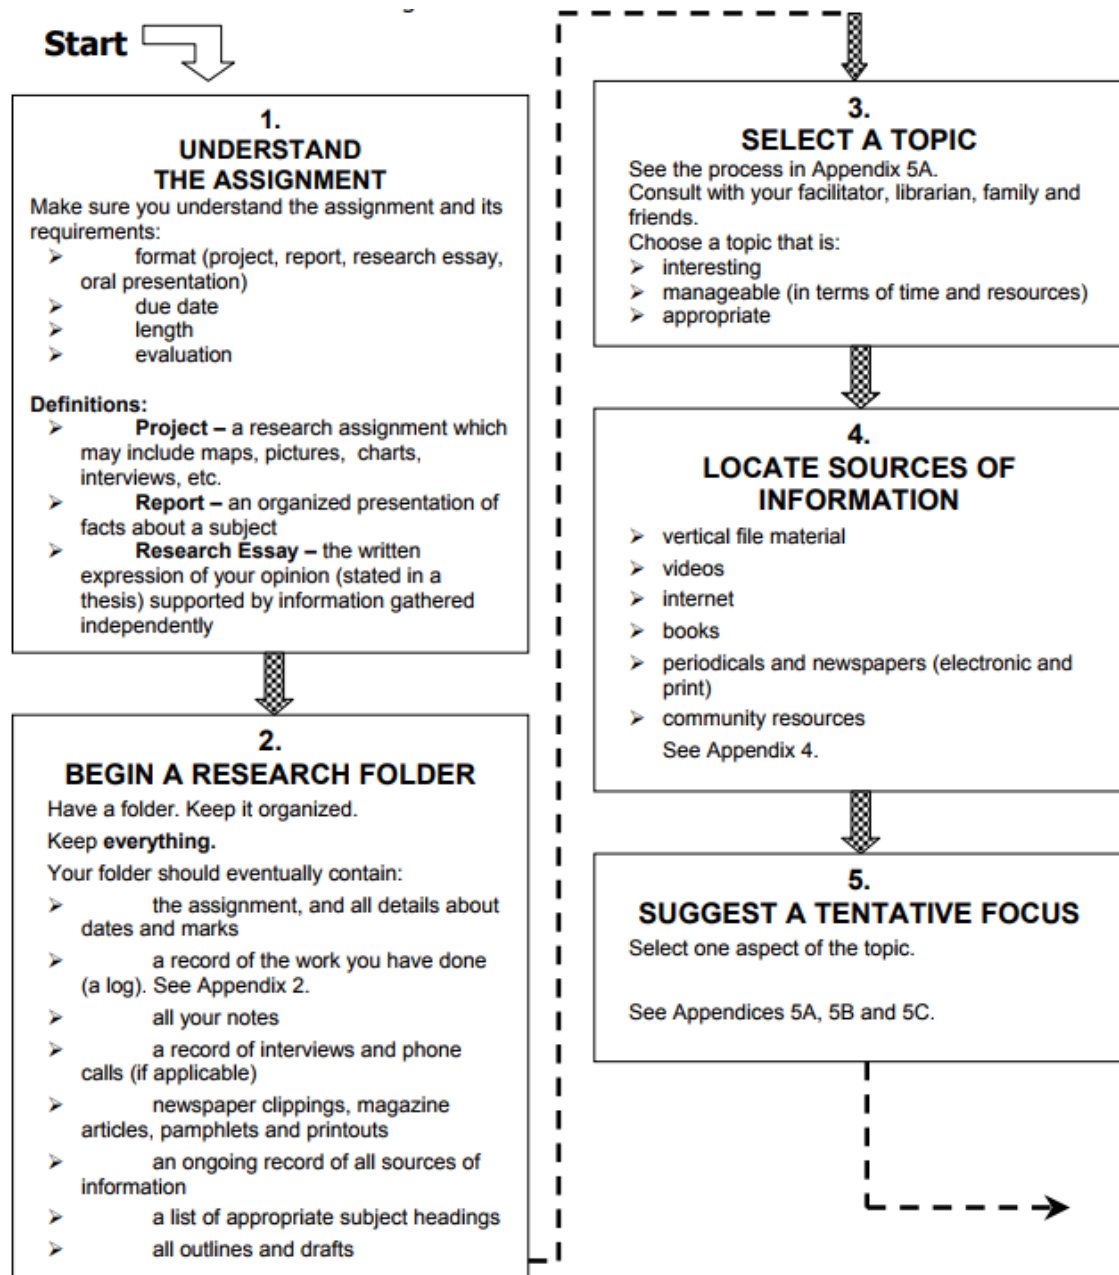 Start
1.
UNDERSTAND
THE ASSIGNMENT
Make sure you understand the assignment and its
requirements:
➢ format (project, report, research essay,
oral presentation)
➢ due date
➢ length
➢ evaluation
Definitions:
➢ Project – a research assignment which
may include maps, pictures, charts,
interviews, etc.
➢ Report – an organized presentation of
facts about a subject
➢ Research Essay – the written
expression of your opinion (stated in a
thesis) supported by information gathered
independently
2.
BEGIN A RESEARCH FOLDER
Have a folder. Keep it organized.
Keep everything.
Your folder should eventually contain:
➢ the assignment, and all details about
dates and marks
➢ a record of the work you have done
(a log). See Appendix 2.
➢ all your notes
➢ a record of interviews and phone
calls (if applicable)
➢ newspaper clippings, magazine
articles, pamphlets and printouts
➢ an ongoing record of all sources of
information
➢ a list of appropriate subject headings
➢ all outlines and drafts
3.
SELECT A TOPIC
See the process in Appendix 5A.
Consult with your facilitator, librarian, family and
friends.
Choose a topic that is:
➢ interesting
➢ manageable (in terms of time and resources)
➢ appropriate
4.
LOCATE SOURCES OF
INFORMATION
➢ vertical file material
➢ videos
➢ internet
➢ books
➢ periodicals and newspapers (electronic and
print)
➢ community resources
See Appendix 4.
5.
SUGGEST A TENTATIVE FOCUS
Select one aspect of the topic.
See Appendices 5A, 5B and 5C.